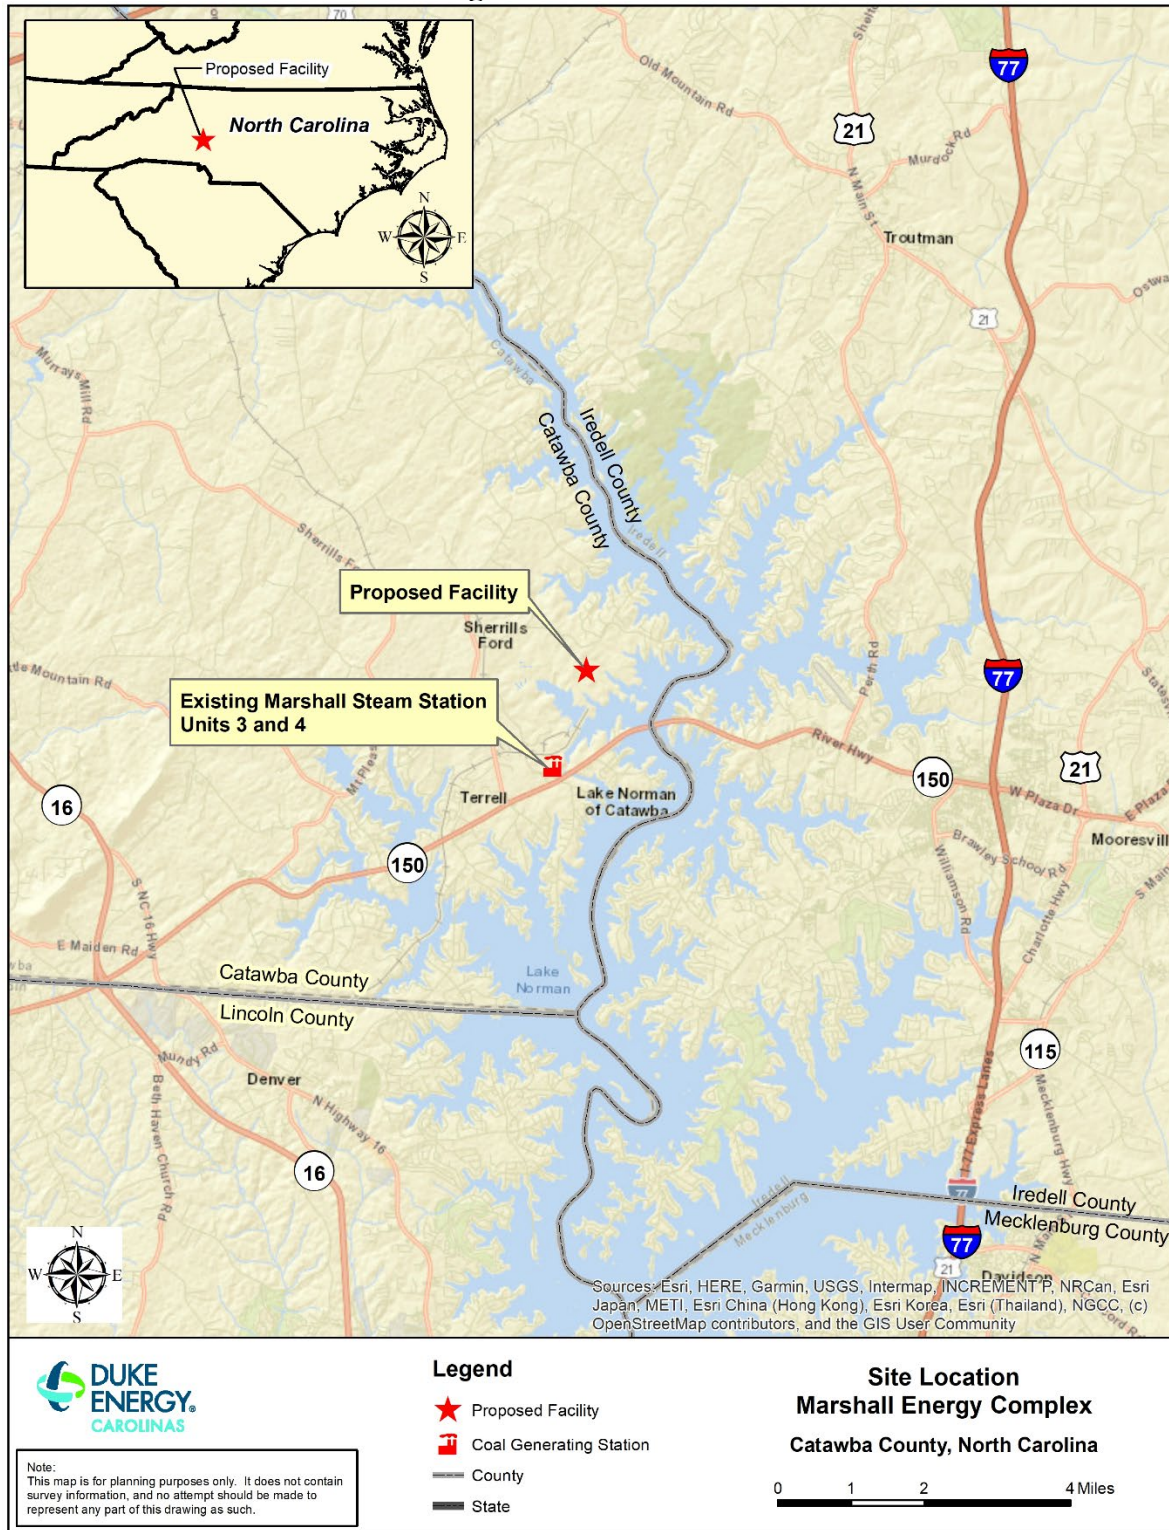 70
77
Proposed Facility
North Carolina
N
W E
S
Old Mountain Rd
21
Murdock Rd
N Main St
Troutman
21
Murrays Mill Rd
Catawba
Iredell County
Catawba County
Iredell
Proposed Facility
Sherrills
Ford
Existing Marshall Steam Station
Units 3 and 4
Perth Rd
77
River Hwy
150
21
W Plaza Dr
16
Terrell
Lake Norman
of Catawba
150
Mooresvill
Brawley School Rd
Williamson Rd
Charlotte Hwy
S Main
S NC 16 Hwy
E Maiden Rd
Catawba County
Lincoln County
Lake
Norman
Mundy Rd
Denver
Beth Haven Church Rd
N Highway 16
16
115
I 77 Express Lanes
Mecklenburg Hwy
77
Iredell
Mecklenburg
Iredell County
Mecklenburg County
77
21
Davidson
N
W E
S
Sources: Esri, HERE, Garmin, USGS, Intermap, INCREMENT P, NRCan, Esri
Japan, METI, Esri China (Hong Kong), Esri Korea, Esri (Thailand), NGCC, (c)
OpenStreetMap contributors, and the GIS User Community
DUKE
ENERGY®
CAROLINAS
Note:
This map is for planning purposes only. It does not contain
survey information, and no attempt should be made to
represent any part of this drawing as such.
Legend
Proposed Facility
Coal Generating Station
County
State
Site Location
Marshall Energy Complex
Catawba County, North Carolina
0 1 2 4 Miles